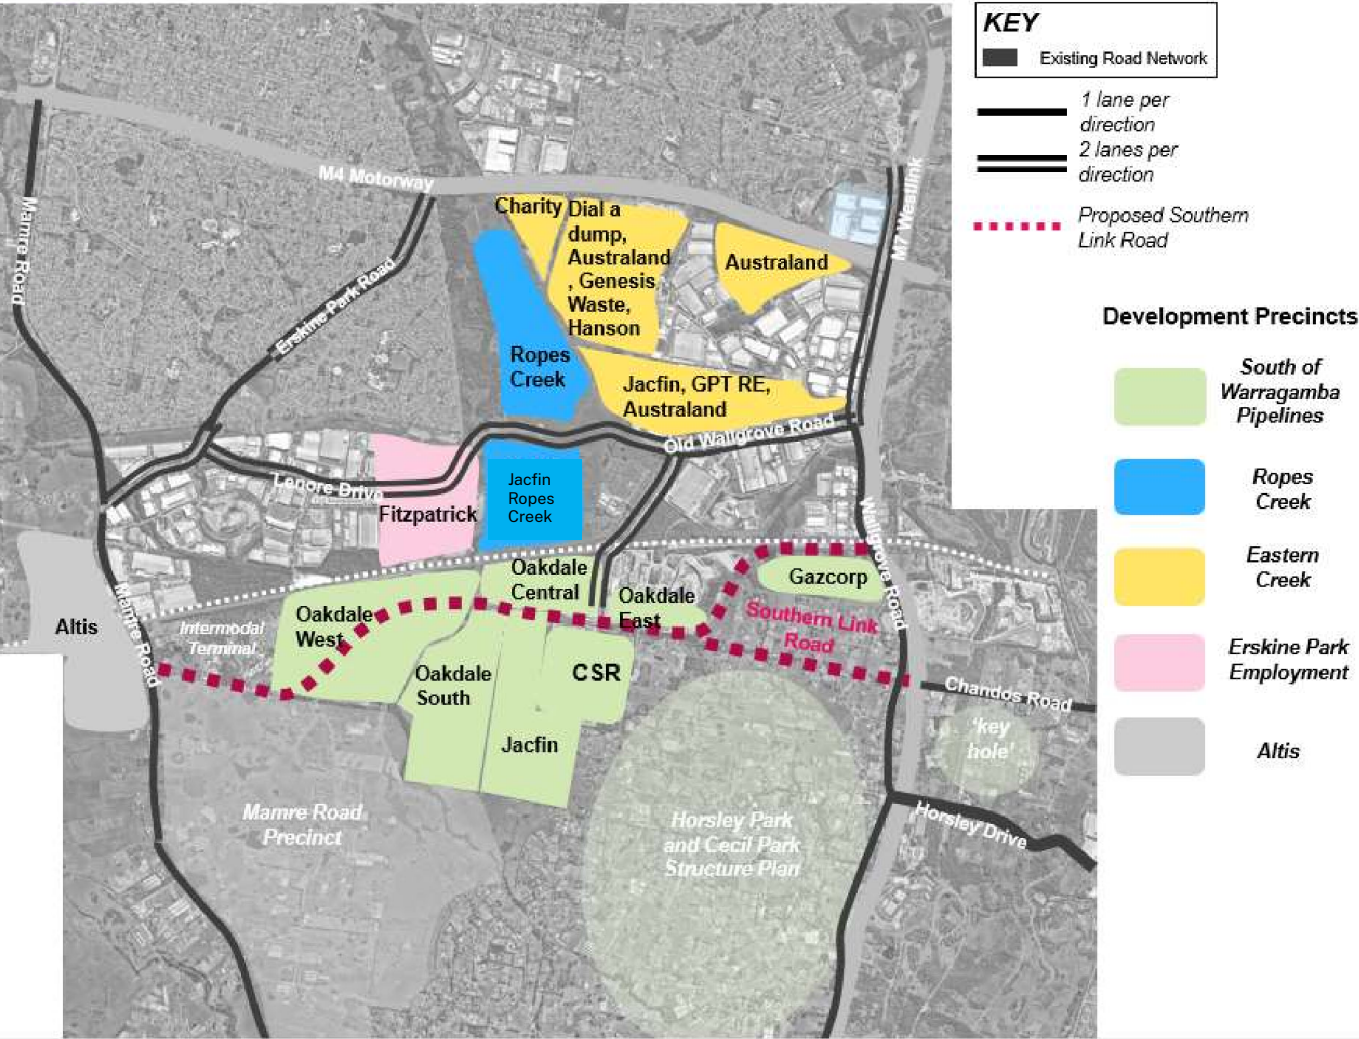 KEY
Existing Road Network
1 lane per
direction
2 lanes per
direction
Proposed Southern
Link Road
Development Precincts
South of
Warragamba
Pipelines
Ropes
Creek
Eastern
Creek
Erskine Park
Employment
Altis
M4 Motorway
Mamre Road
Erskine Park Road
M7 Westlink
Charity
Dial a
dump,
Australand
, Genesis
Waste,
Hanson
Australand
Ropes
Creek
Jacfin, GPT RE,
Australand
Old Wallgrove Road
Lenore Drive
Fitzpatrick
Jacfin
Ropes
Creek
Wallgrove Road
Oakdale
Central
Oakdale
East
Gazcorp
Southern Link
Road
Altis
Mamre Road
Intermodal
Terminal
Oakdale
West
Oakdale
South
CSR
Jacfin
Chandos Road
'key
hole'
Horsley Drive
Mamre Road
Precinct
Horsley Park
and Cecil Park
Structure Plan